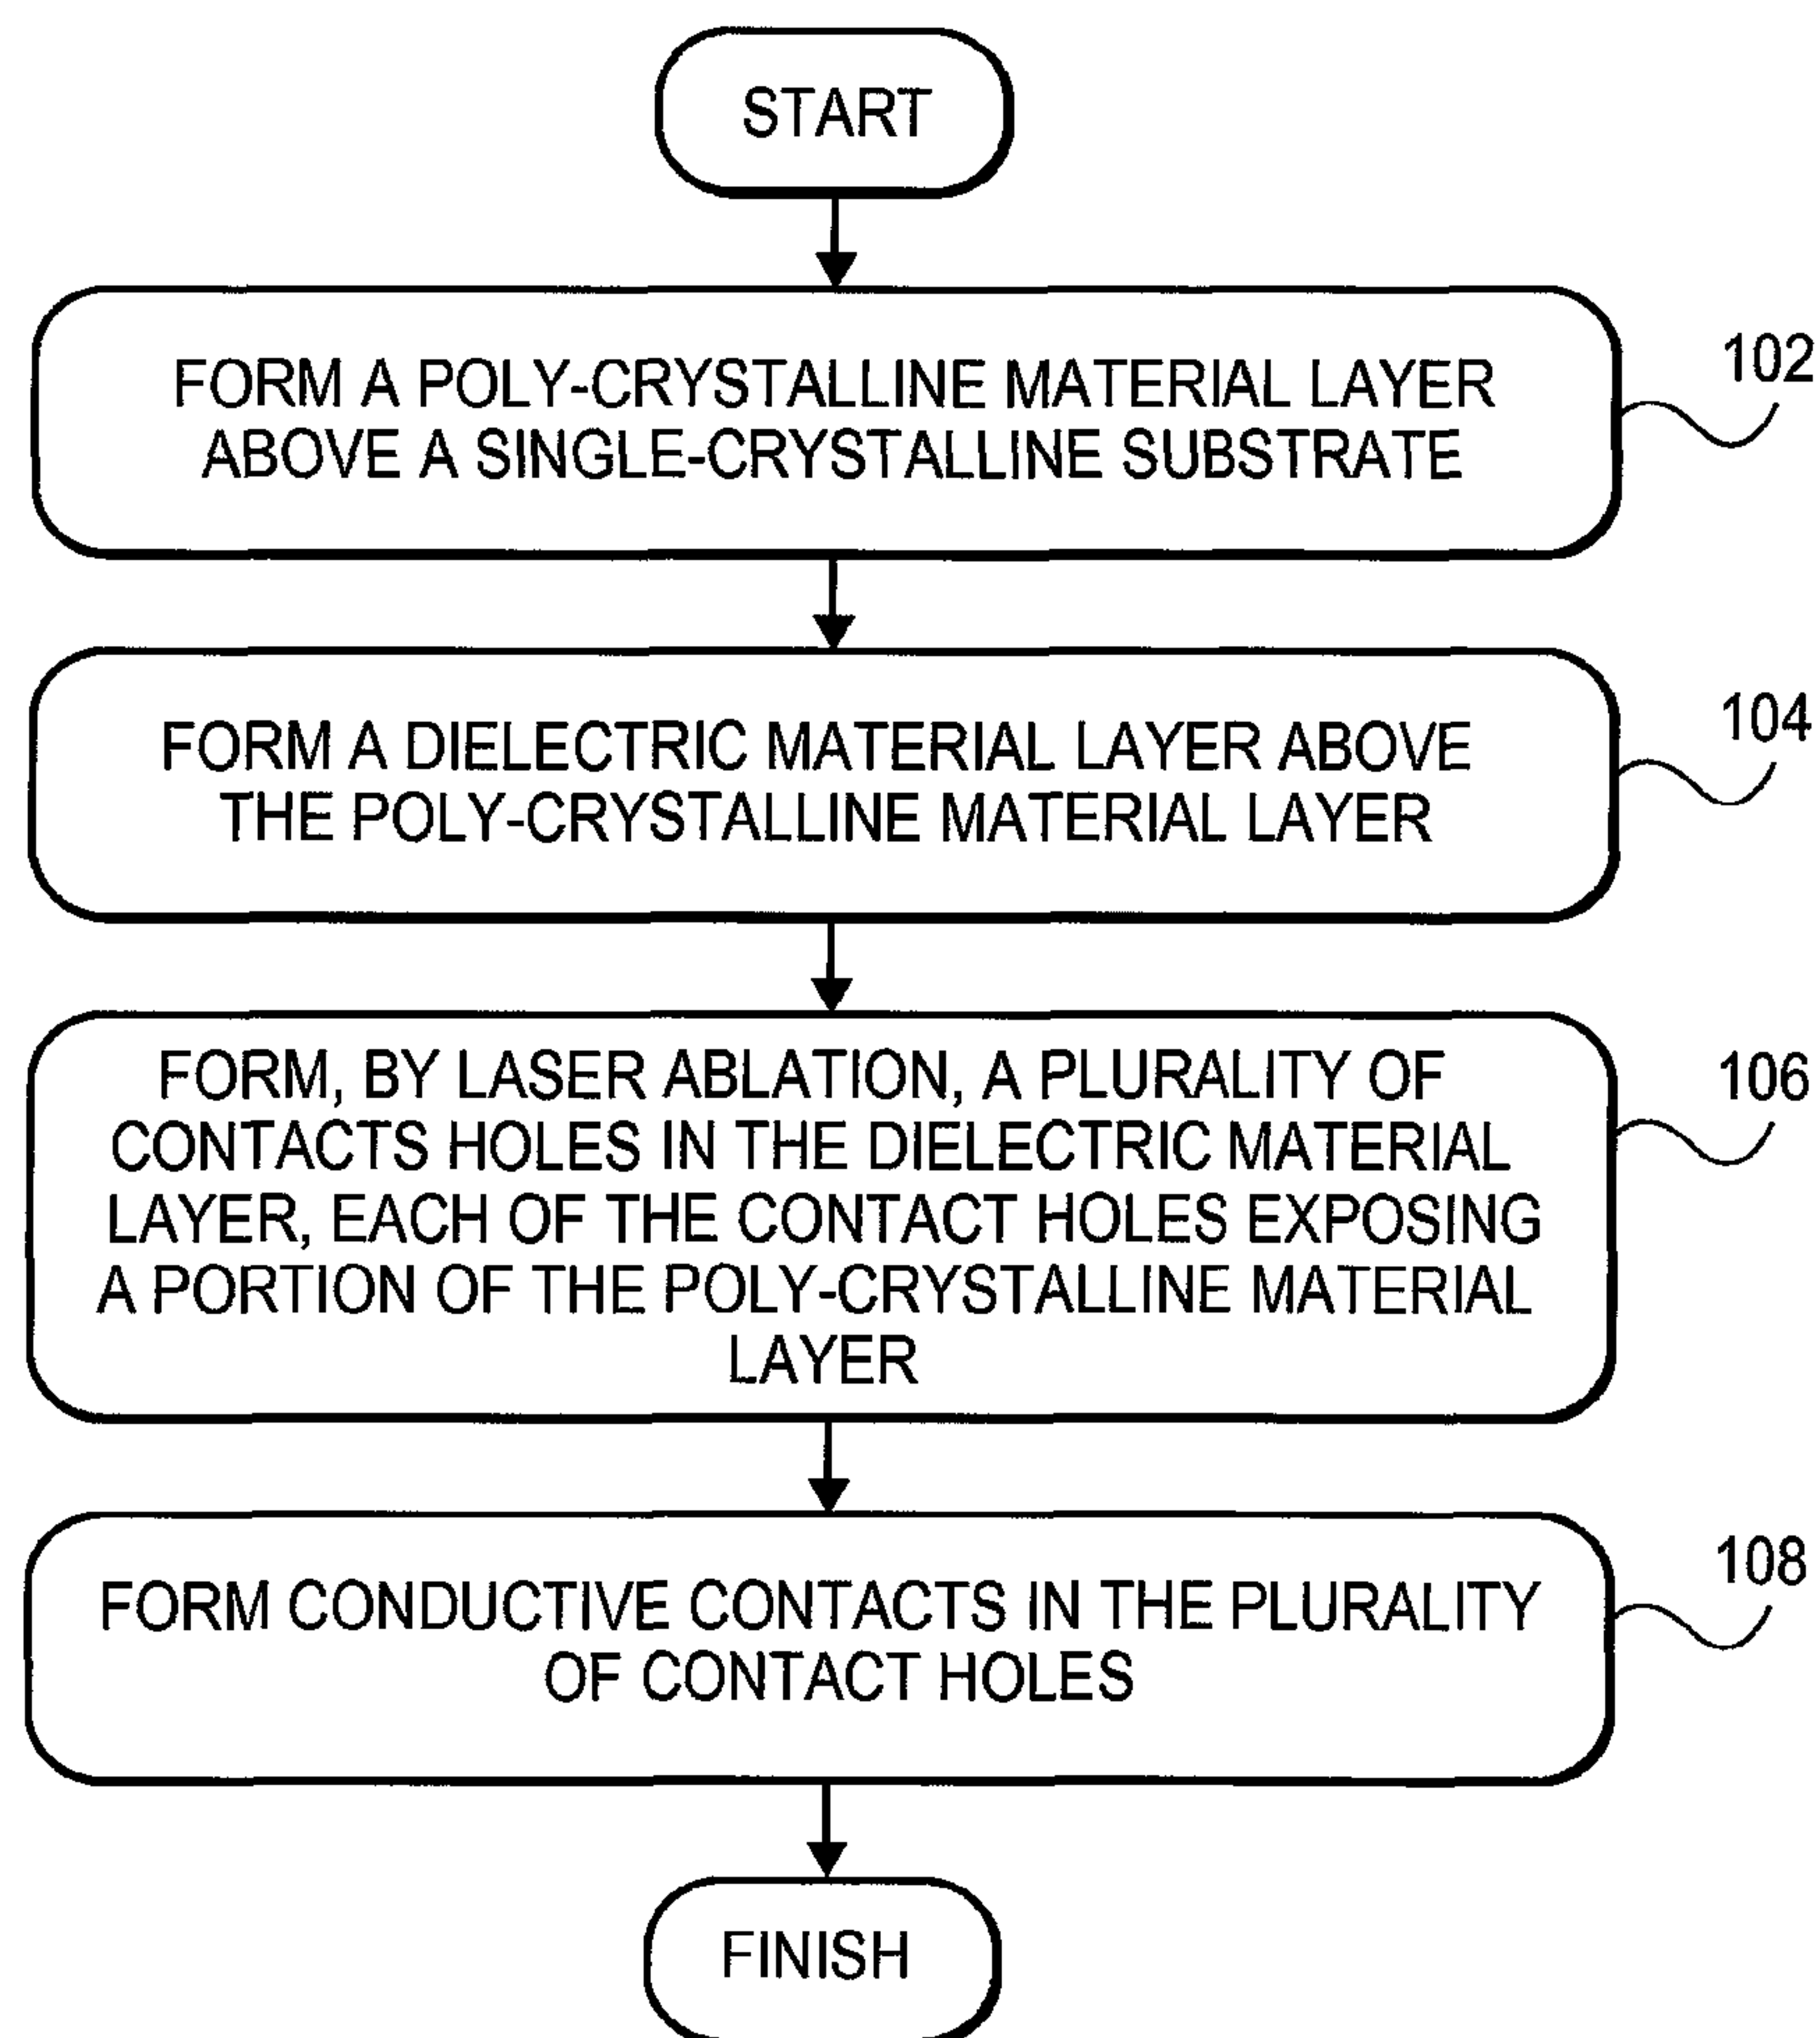 START
FORM A POLY-CRYSTALLINE MATERIAL LAYER
ABOVE A SINGLE-CRYSTALLINE SUBSTRATE
102
FORM A DIELECTRIC MATERIAL LAYER ABOVE
THE POLY-CRYSTALLINE MATERIAL LAYER
104
FORM, BY LASER ABLATION, A PLURALITY OF
CONTACTS HOLES IN THE DIELECTRIC MATERIAL
LAYER, EACH OF THE CONTACT HOLES EXPOSING
A PORTION OF THE POLY-CRYSTALLINE MATERIAL
LAYER
106
FORM CONDUCTIVE CONTACTS IN THE PLURALITY
OF CONTACT HOLES
108
FINISH